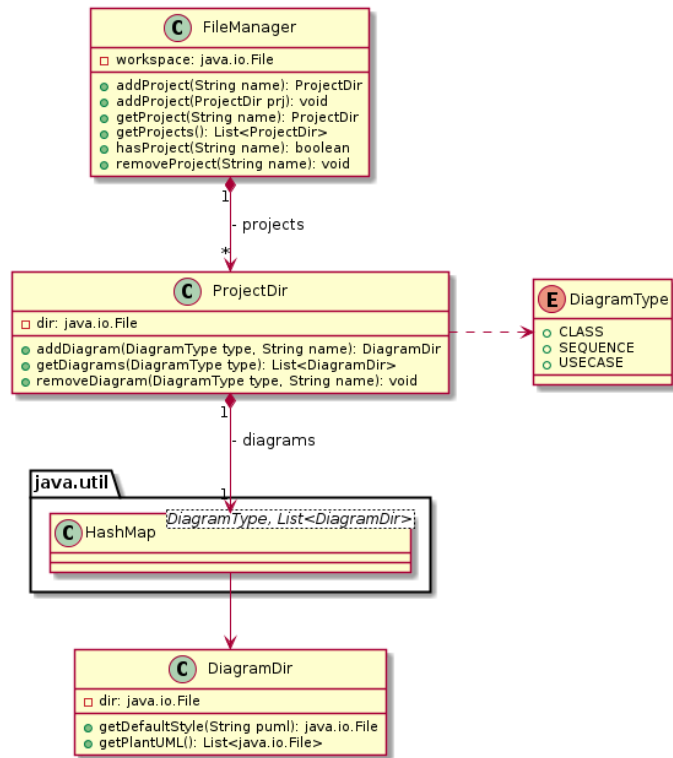 C FileManager
workspace: java.io.File
addProject(String name): ProjectDir
addProject(ProjectDir prj): void
getProject(String name): ProjectDir
getProjects(): List<ProjectDir>
hasProject(String name): boolean
removeProject(String name): void
1
- projects
*
C ProjectDir
dir: java.io.File
addDiagram(DiagramType type, String name): DiagramDir
getDiagrams(DiagramType type): List<DiagramDir>
removeDiagram(DiagramType type, String name): void
E DiagramType
CLASS
SEQUENCE
USECASE
1
- diagrams
java.util
1
DiagramType, List<DiagramDir>
C HashMap
C DiagramDir
dir: java.io.File
getDefaultStyle(String puml): java.io.File
getPlantUML(): List<java.io.File>